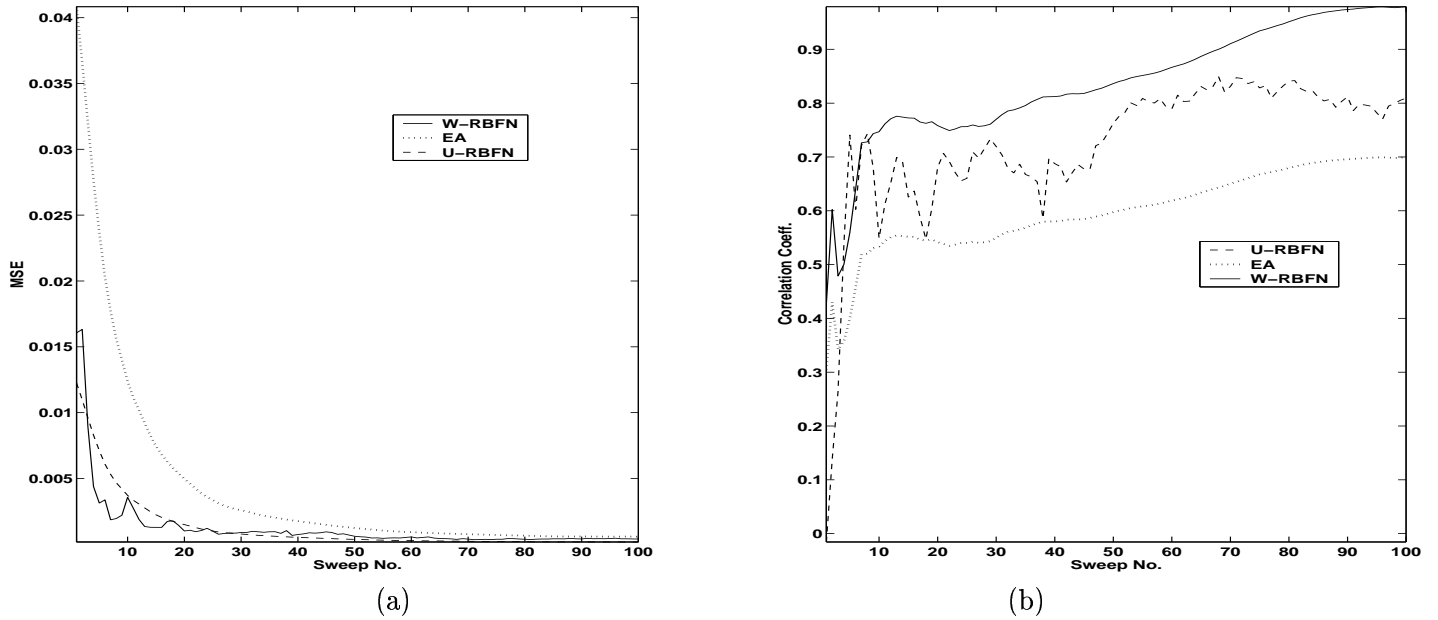 0.04
0.035
0.03
0.025
0.02
0.015
0.01
0.005
MSE
W−RBFN
EA
U−RBFN
10 20 30 40 50 60 70 80 90 100
Sweep No.
(a)
0.9
0.8
0.7
0.6
0.5
0.4
0.3
0.2
0.1
0
Correlation Coeff.
U−RBFN
EA
W−RBFN
10 20 30 40 50 60 70 80 90 100
Sweep No.
(b)